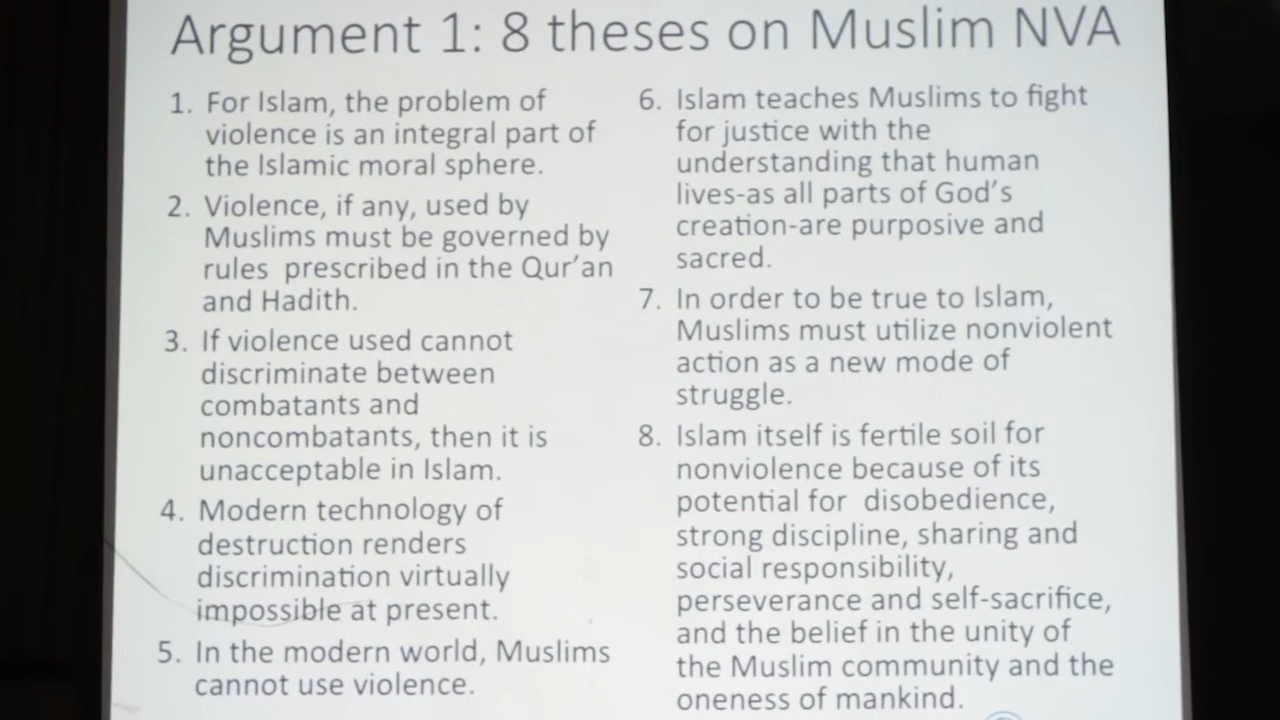 Argument 1: 8 theses on Muslim NVA
1. For Islam, the problem of
violence is an integral part of
the Islamic moral sphere.
2. Violence, if any, used by
Muslims must be governed by
rules prescribed in the Qur'an
and Hadith.
3. If violence used cannot
discriminate between
combatants and
noncombatants, then it is
unacceptable in Islam.
4. Modern technology of
destruction renders
discrimination virtually
impossible at present.
5. In the modern world, Muslims
cannot use violence.
6. Islam teaches Muslims to fight
for justice with the
understanding that human
lives-as all parts of God's
creation-are purposive and
sacred.
7. In order to be true to Islam,
Muslims must utilize nonviolent
action as a new mode of
struggle.
8. Islam itself is fertile soil for
nonviolence because of its
potential for disobedience,
strong discipline, sharing and
social responsibility,
perseverance and self-sacrifice,
and the belief in the unity of
the Muslim community and the
oneness of mankind.